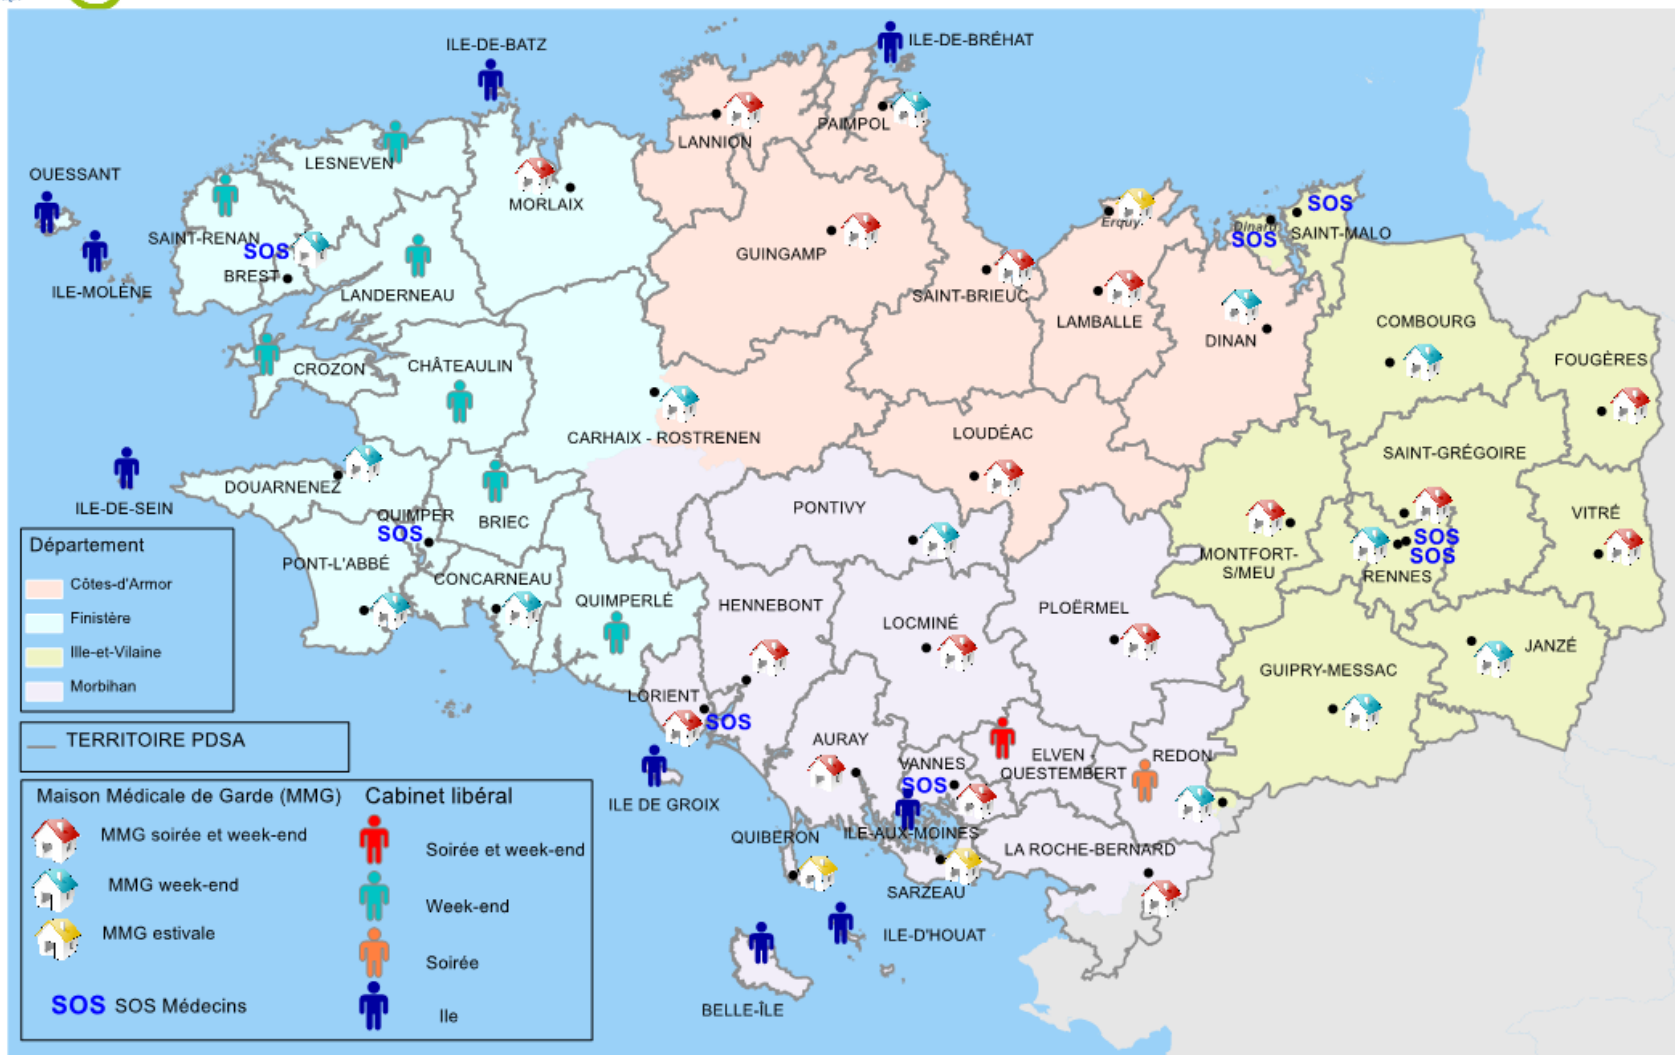 ILE-DE-BATZ
ILE-DE-BRÉHAT
LANNION
PAIMPOL
LESNEVEN
OUESSANT
MORLAIX
SAINT-RENAN
SOS
BREST
ILE-MOLÈNE
LANDERNEAU
GUINGAMP
SAINT-BRIEUC
LAMBALLE
Erquy
Dinard
SOS
SOS
SAINT-MALO
DINAN
COMBOURG
FOUGÈRES
CROZON
CHÂTEAULIN
CARHAIX - ROSTRENEN
LOUDÉAC
SAINT-GRÉGOIRE
DOUARNENEZ
ILE-DE-SEIN
QUIMPER
SOS
BRIEC
PONTIVY
MONTFORT-
S/MEU
SOS
SOS
RENNES
VITRÉ
PONT-L'ABBÉ
CONCARNEAU
QUIMPERLÉ
HENNEBONT
LOCMINÉ
PLOËRMEL
GUIPRY-MESSAC
JANZÉ
LORIENT
SOS
AURAY
VANNES
SOS
ELVEN -
QUESTEMBERT
REDON
ILE DE GROIX
QUIBERON
ILE-AUX-MOINES
LA ROCHE-BERNARD
SARZEAU
ILE-D'HOUAT
BELLE-ÎLE
Département
Côtes-d'Armor
Finistère
Ille-et-Vilaine
Morbihan
TERRITOIRE PDSA
Maison Médicale de Garde (MMG)
MMG soirée et week-end
MMG week-end
MMG estivale
SOS SOS Médecins
Cabinet libéral
Soirée et week-end
Week-end
Soirée
Ile